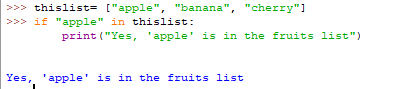 >>> thislist= ["apple", "banana", "cherry"]
>>> if "apple" in thislist:
        print("Yes, 'apple' is in the fruits list")
Yes, 'apple' is in the fruits list